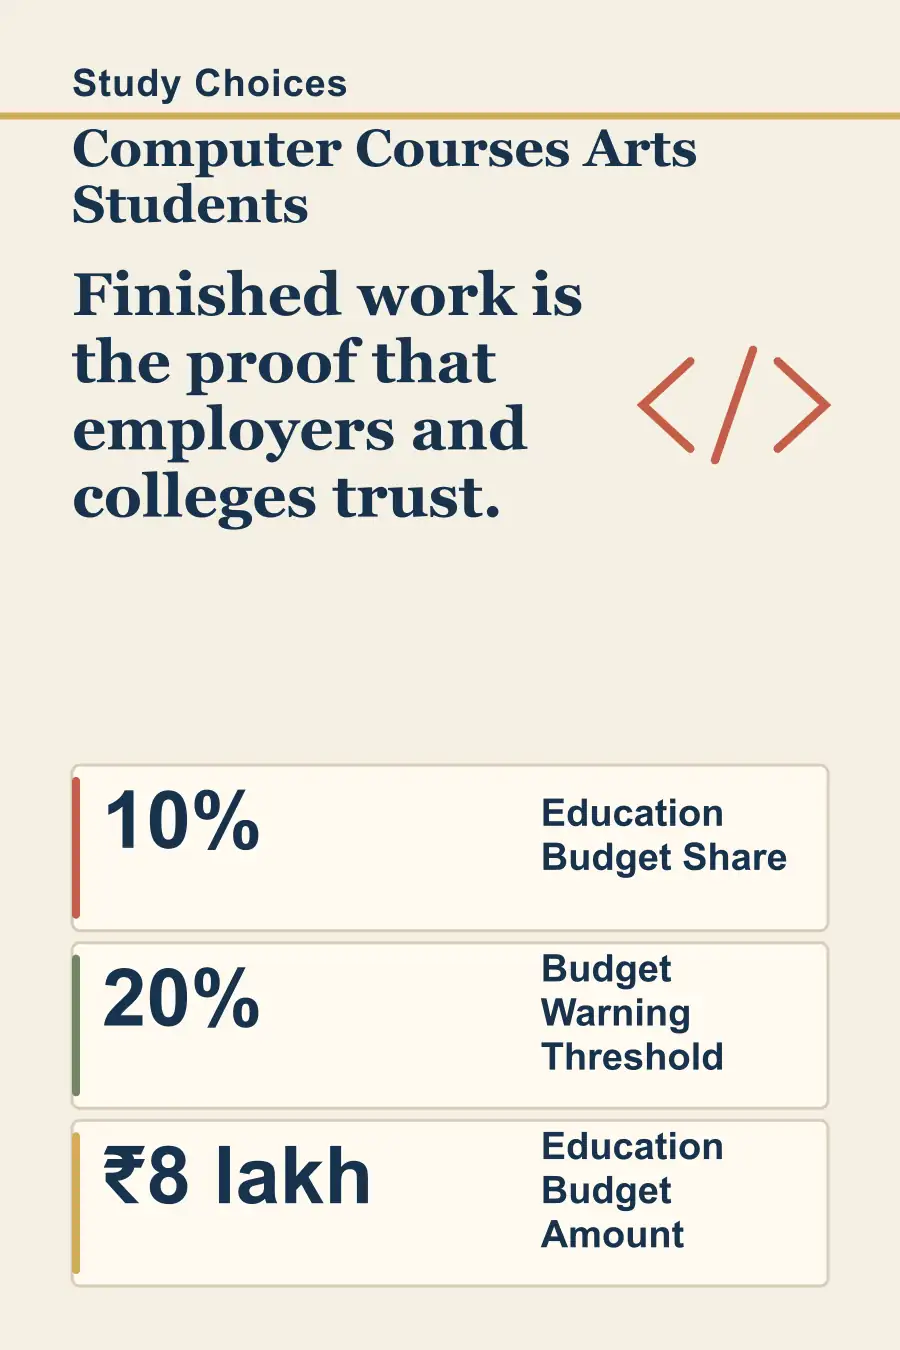 Study Choices
Computer Courses Arts
Students
Finished work is
the proof that
employers and
colleges trust.
</>
10%
Education
Budget Share
20%
Budget
Warning
Threshold
₹8 lakh
Education
Budget
Amount